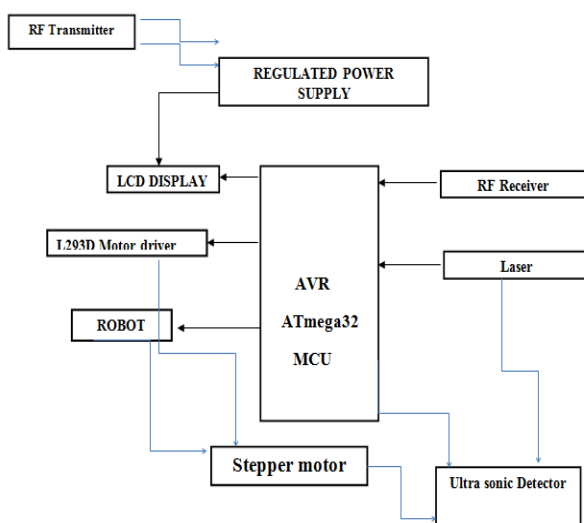 RF Transmitter
REGULATED POWER
SUPPLY
LCD DISPLAY
RF Receiver
L293D Motor driver
Laser
AVR
ATmega32
MCU
ROBOT
Stepper motor
Ultra sonic Detector